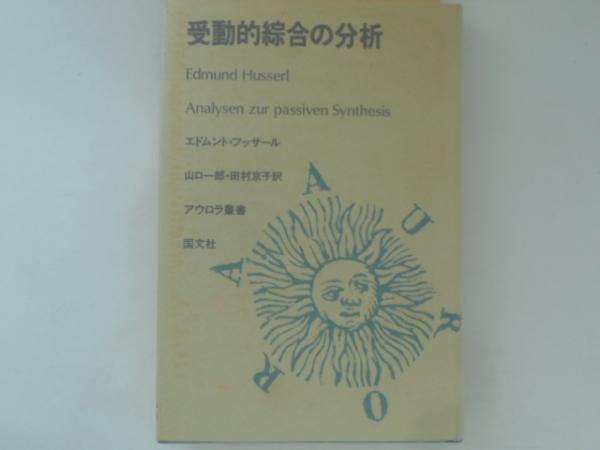 受動的綜合の分析
Edmund Husserl
Analysen zur passiven Synthesis
エドムント・フッサール
山口一郎・田村京子訳
アウロラ叢書
国文社
A
U
R
O
R
A